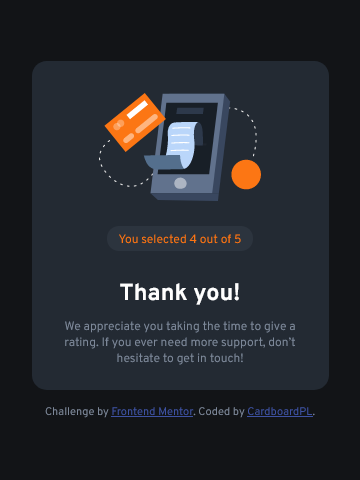 You selected 4 out of 5
Thank you!
We appreciate you taking the time to give a
rating. If you ever need more support, don't
hesitate to get in touch!
Challenge by Frontend Mentor. Coded by CardboardPL.